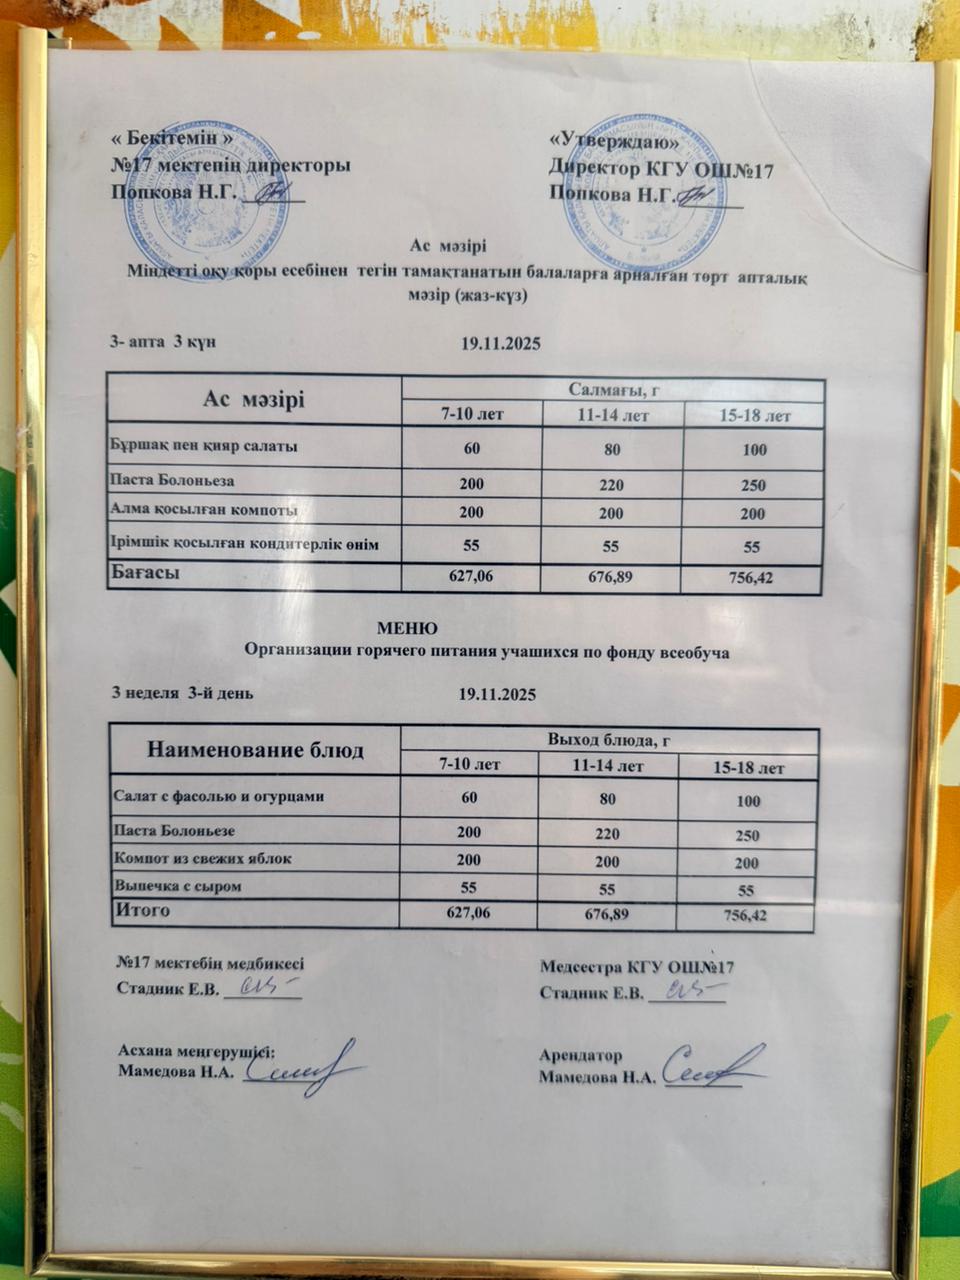 « Бекітемін »
№17 мектепің директоры
Попкова Н.Г.
«Утверждаю»
Директор КГУ ОШ№17
Попкова Н.Г.
Ас мәзірі
Міндетті оқу қоры есебінен тегін тамақтанатын балаларға арналған төрт апталық
мәзір (жаз-күз)
3- апта 3 күн 19.11.2025
Ас мәзірі Салмағы, г
7-10 лет 11-14 лет 15-18 лет
Бұршақ пен қияр салаты 60 80 100
Паста Болоньеза 200 220 250
Алма қосылған компоты 200 200 200
Ірімшік қосылған кондитерлік өнім 55 55 55
Бағасы 627,06 676,89 756,42
МЕНЮ
Организации горячего питания учашихся по фонду всеобуча
3 неделя 3-й день 19.11.2025
Наименование блюд Выход блюда, г
7-10 лет 11-14 лет 15-18 лет
Салат с фасолью и огурцами 60 80 100
Паста Болоньезе 200 220 250
Компот из свежих яблок 200 200 200
Выпечка с сыром 55 55 55
Итого 627,06 676,89 756,42
№17 мектебің медбикесі
Стадник Е.В.
Медсестра КГУ ОШ№17
Стадник Е.В.
Асхана меңгерушісі:
Мамедова Н.А.
Арендатор
Мамедова Н.А.